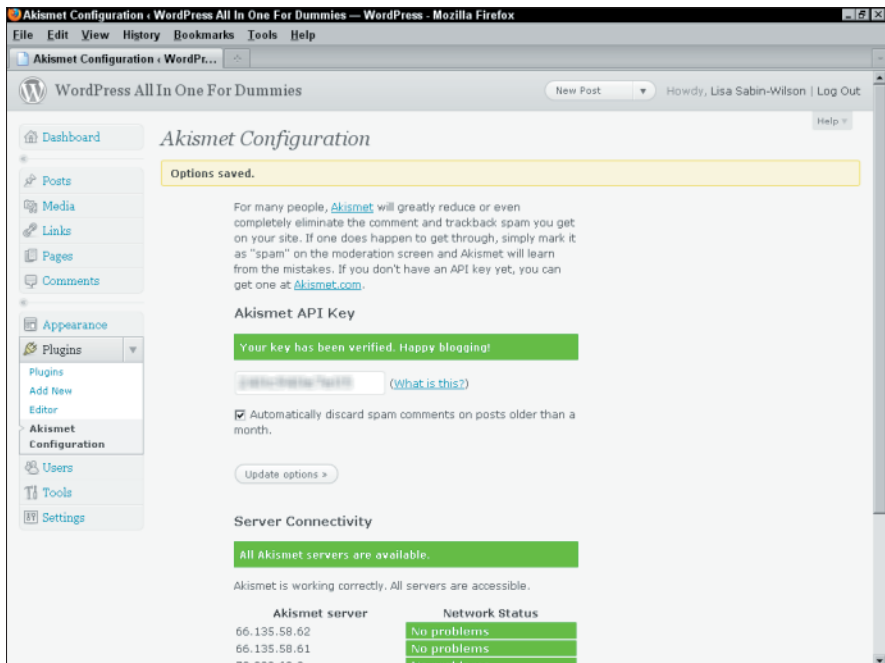 Akismet Configuration ‹ WordPress All In One For Dummies — WordPress - Mozilla Firefox
File Edit View History Bookmarks Tools Help
Akismet Configuration ‹ WordPr...
WordPress All In One For Dummies
New Post
Howdy, Lisa Sabin-Wilson | Log Out
Help
Dashboard
Posts
Media
Links
Pages
Comments
Appearance
Plugins
Plugins
Add New
Editor
Akismet
Configuration
Users
Tools
Settings
Akismet Configuration
Options saved.
For many people, Akismet will greatly reduce or even
completely eliminate the comment and trackback spam you get
on your site. If one does happen to get through, simply mark it
as "spam" on the moderation screen and Akismet will learn
from the mistakes. If you don't have an API key yet, you can
get one at Akismet.com.
Akismet API Key
Your key has been verified. Happy blogging!
(What is this?)
Automatically discard spam comments on posts older than a
month.
Update options »
Server Connectivity
All Akismet servers are available.
Akismet is working correctly. All servers are accessible.
Akismet server Network Status
66.135.58.62 No problems
66.135.58.61 No problems